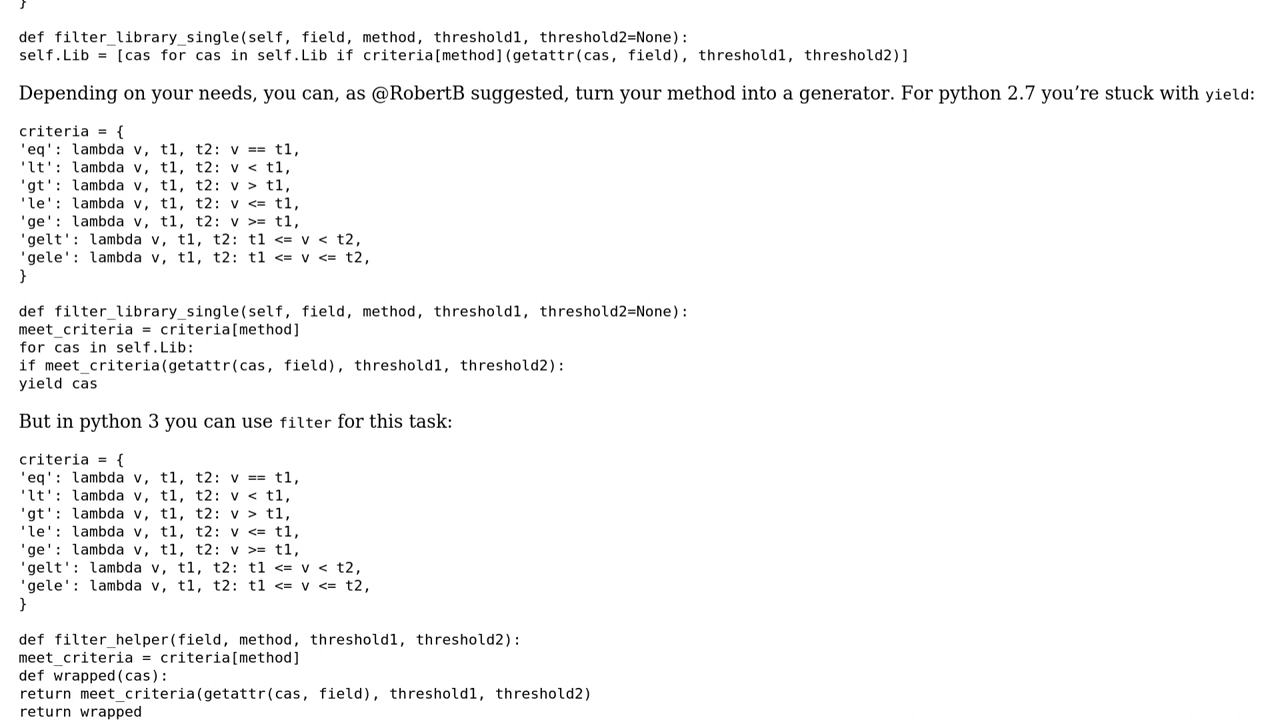 }
def filter_library_single(self, field, method, threshold1, threshold2=None):
self.Lib = [cas for cas in self.Lib if criteria[method](getattr(cas, field), threshold1, threshold2)]
Depending on your needs, you can, as @RobertB suggested, turn your method into a generator. For python 2.7 you’re stuck with yield:
criteria = {
'eq': lambda v, t1, t2: v == t1,
'lt': lambda v, t1, t2: v < t1,
'gt': lambda v, t1, t2: v > t1,
'le': lambda v, t1, t2: v <= t1,
'ge': lambda v, t1, t2: v >= t1,
'gelt': lambda v, t1, t2: t1 <= v < t2,
'gele': lambda v, t1, t2: t1 <= v <= t2,
}
def filter_library_single(self, field, method, threshold1, threshold2=None):
meet_criteria = criteria[method]
for cas in self.Lib:
if meet_criteria(getattr(cas, field), threshold1, threshold2):
yield cas
But in python 3 you can use filter for this task:
criteria = {
'eq': lambda v, t1, t2: v == t1,
'lt': lambda v, t1, t2: v < t1,
'gt': lambda v, t1, t2: v > t1,
'le': lambda v, t1, t2: v <= t1,
'ge': lambda v, t1, t2: v >= t1,
'gelt': lambda v, t1, t2: t1 <= v < t2,
'gele': lambda v, t1, t2: t1 <= v <= t2,
}
def filter_helper(field, method, threshold1, threshold2):
meet_criteria = criteria[method]
def wrapped(cas):
return meet_criteria(getattr(cas, field), threshold1, threshold2)
return wrapped